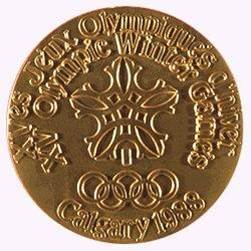 XVes Jeux Olympiques d'hiver
XV Olympic Winter Games
Calgary 1988